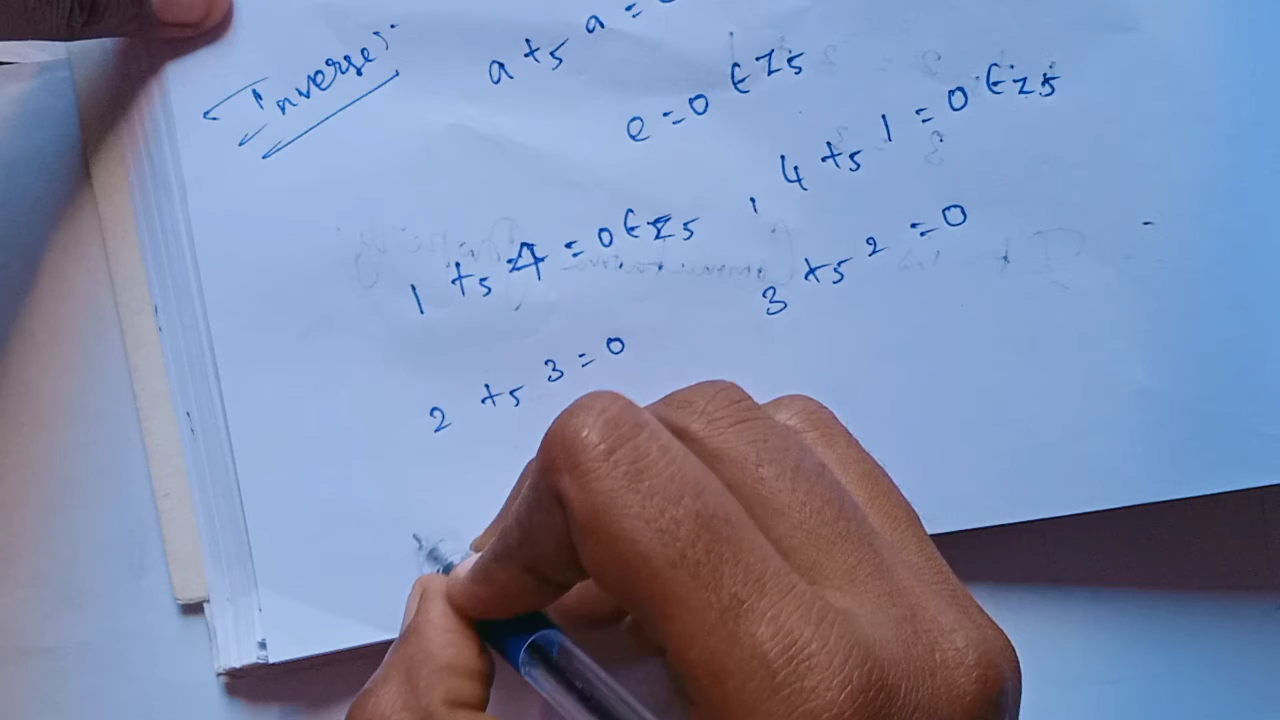 Inverse:-
a +5 a =
e = 0 ∈ Z5
1 +5 4 = 0 ∈ Z5 , 4 +5 1 = 0 ∈ Z5
2 +5 3 = 0
3 +5 2 = 0